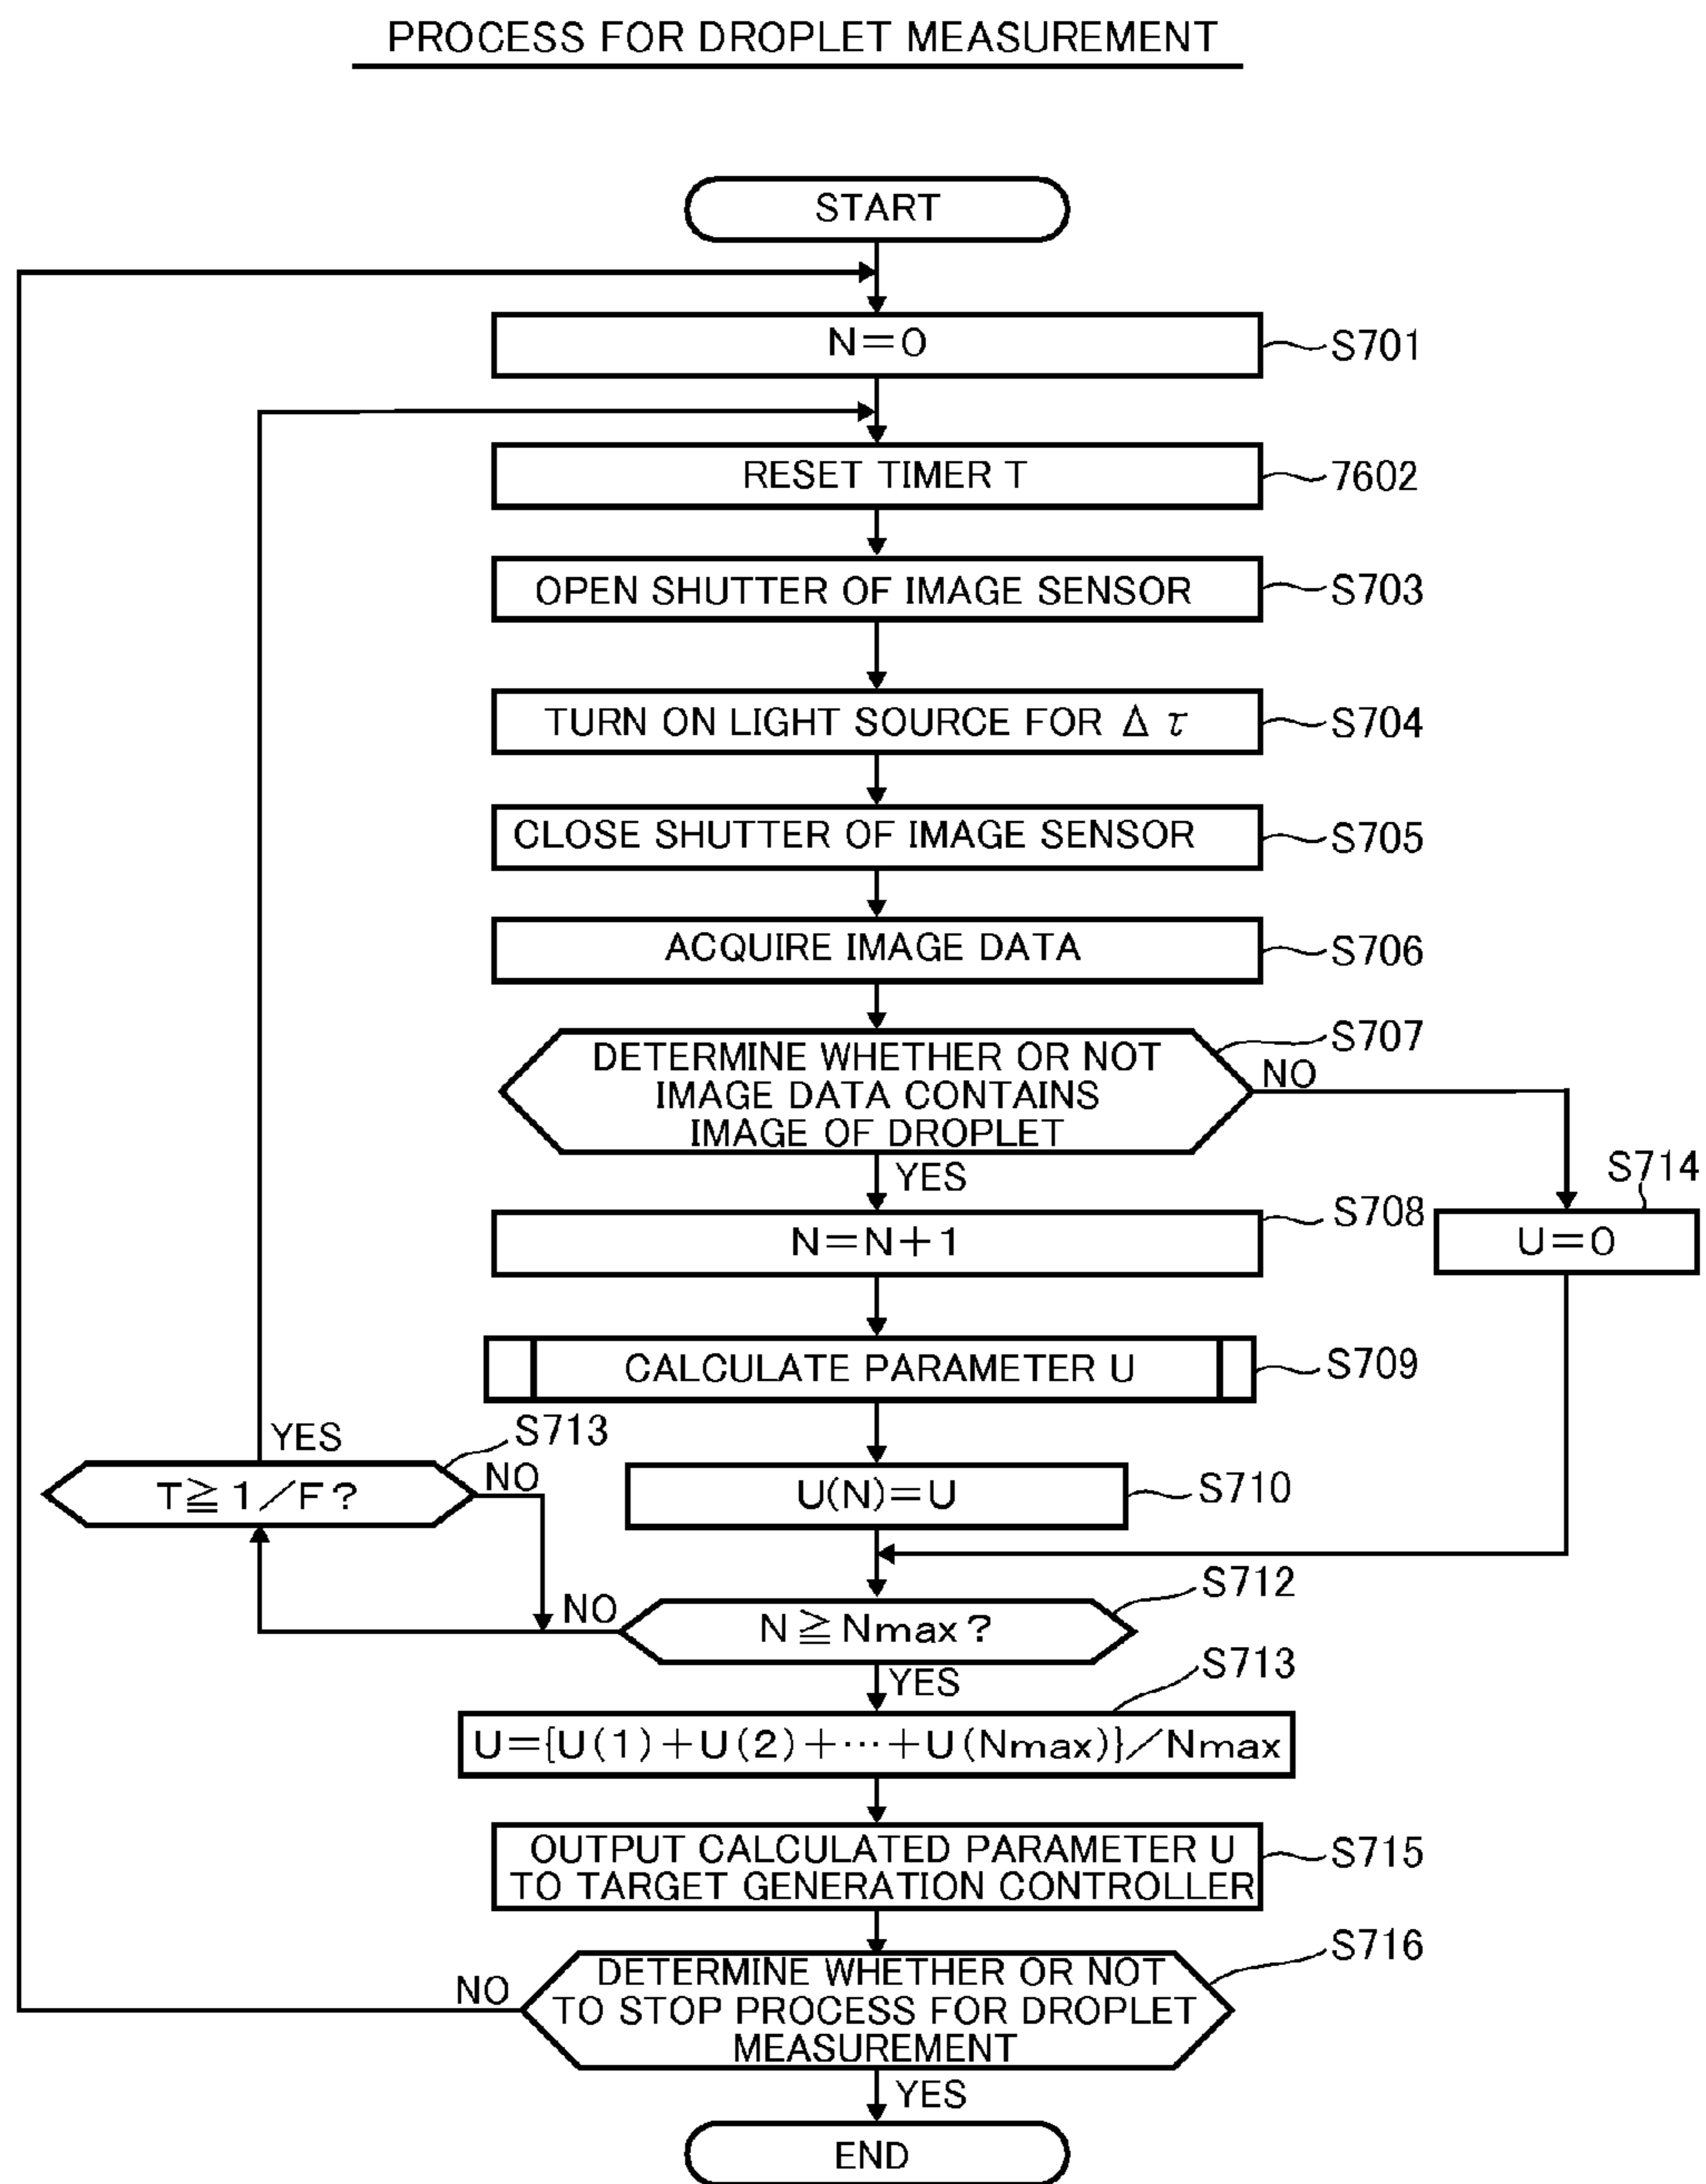 PROCESS FOR DROPLET MEASUREMENT
START
N=0
S701
RESET TIMER T
7602
OPEN SHUTTER OF IMAGE SENSOR
S703
TURN ON LIGHT SOURCE FOR Δτ
S704
CLOSE SHUTTER OF IMAGE SENSOR
S705
ACQUIRE IMAGE DATA
S706
S707
DETERMINE WHETHER OR NOT
IMAGE DATA CONTAINS
IMAGE OF DROPLET
NO
YES
S714
U=0
S708
N=N+1
CALCULATE PARAMETER U
S709
YES
S713
T≧1/F?
NO
U(N)=U
S710
S712
NO
N≧Nmax?
YES
S713
U={U(1)+U(2)+···+U(Nmax)}/Nmax
OUTPUT CALCULATED PARAMETER U
TO TARGET GENERATION CONTROLLER
S715
S716
NO
DETERMINE WHETHER OR NOT
TO STOP PROCESS FOR DROPLET
MEASUREMENT
YES
END